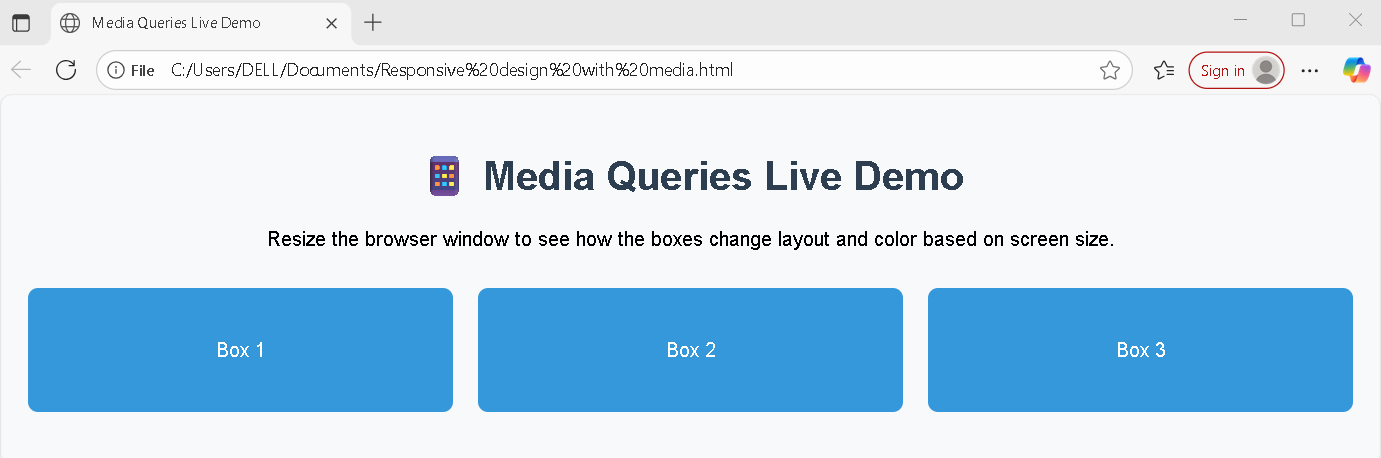 Media Queries Live Demo
File C:/Users/DELL/Documents/Responsive%20design%20with%20media.html Sign in
Media Queries Live Demo
Resize the browser window to see how the boxes change layout and color based on screen size.
Box 1 Box 2 Box 3